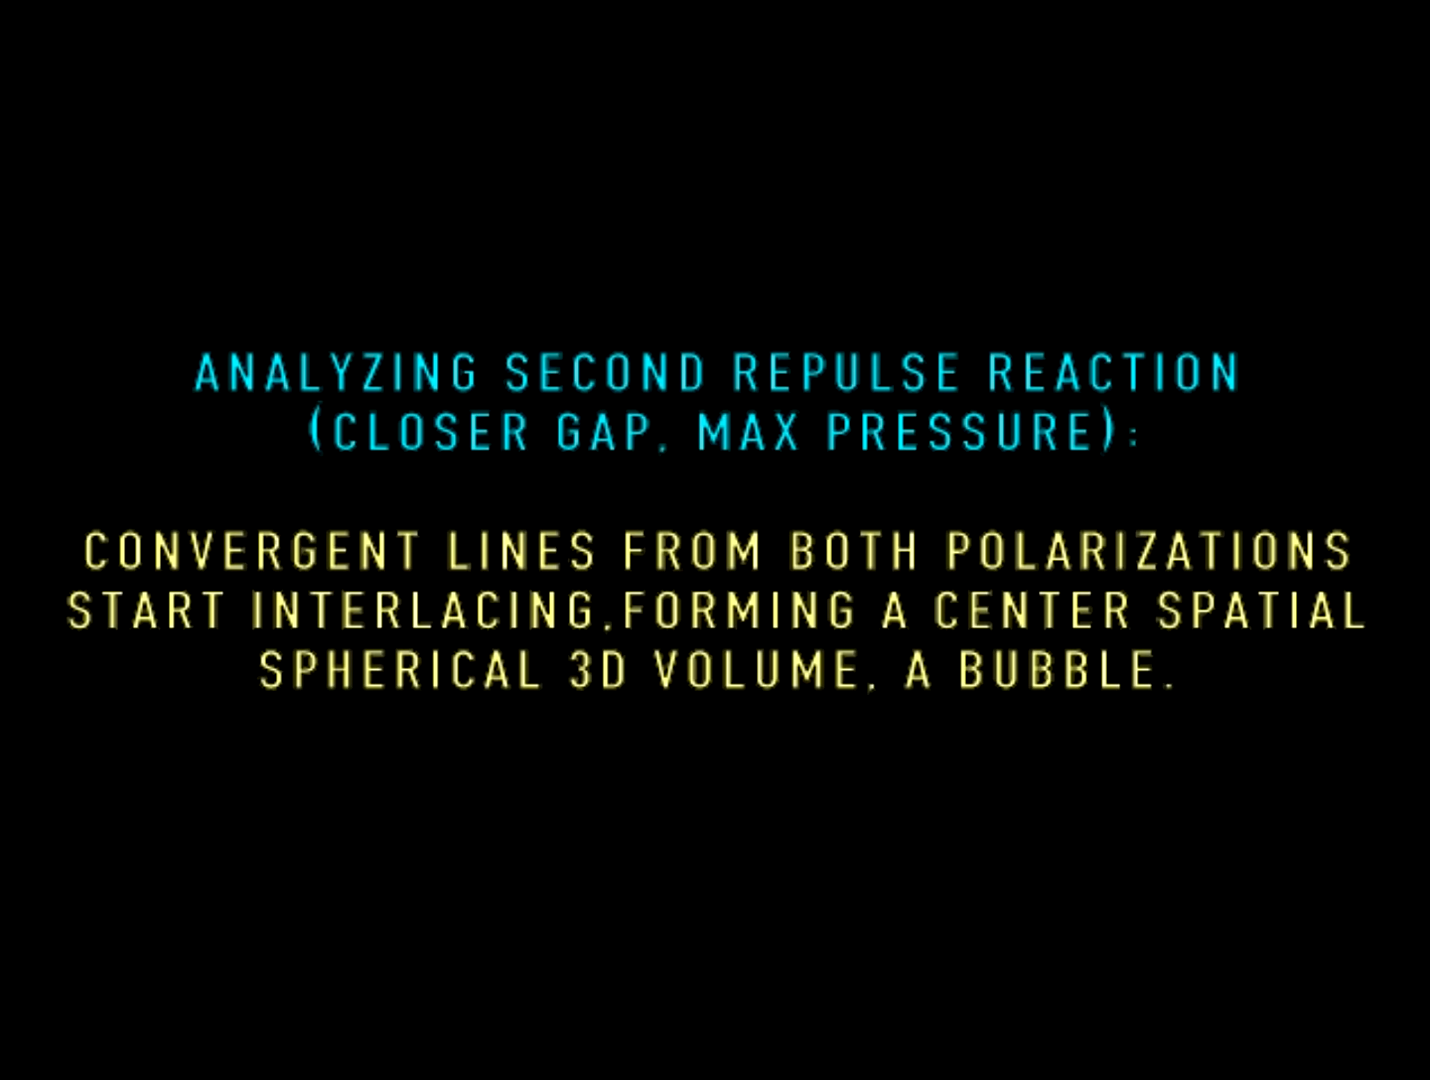 ANALYZING SECOND REPULSE REACTION
(CLOSER GAP, MAX PRESSURE):
CONVERGENT LINES FROM BOTH POLARIZATIONS
START INTERLACING,FORMING A CENTER SPATIAL
SPHERICAL 3D VOLUME, A BUBBLE.